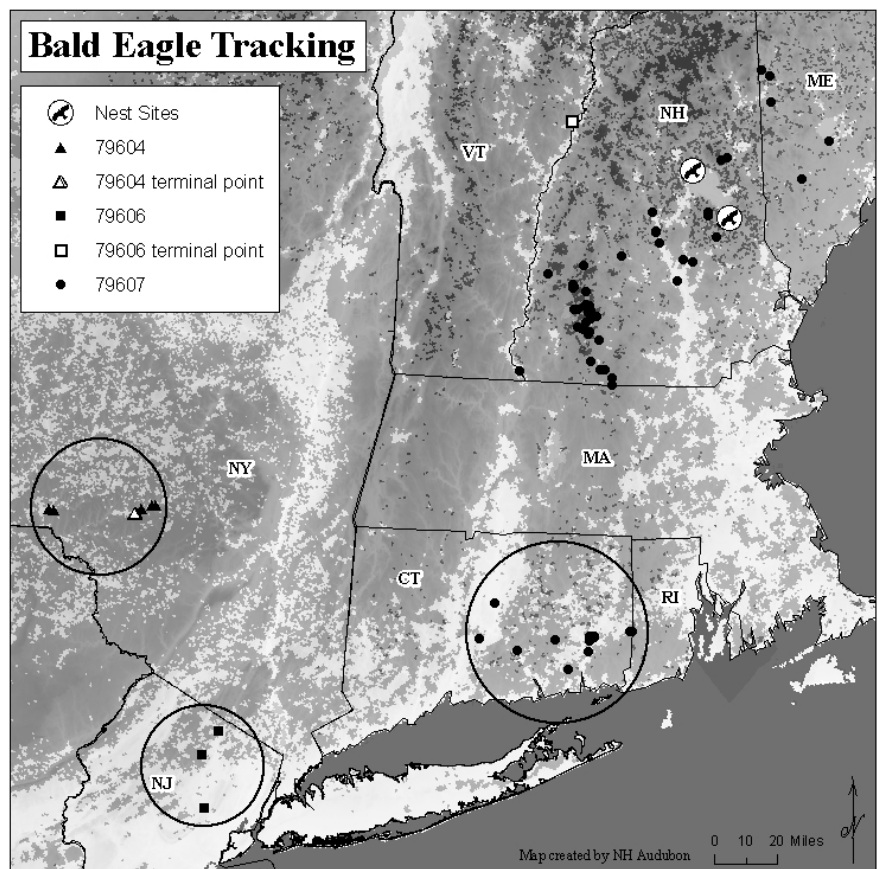 Bald Eagle Tracking
Nest Sites
79604
79604 terminal point
79606
79606 terminal point
79607
ME
NH
VT
NY
MA
CT
RI
NJ
0 10 20 Miles
Map created by NH Audubon
N